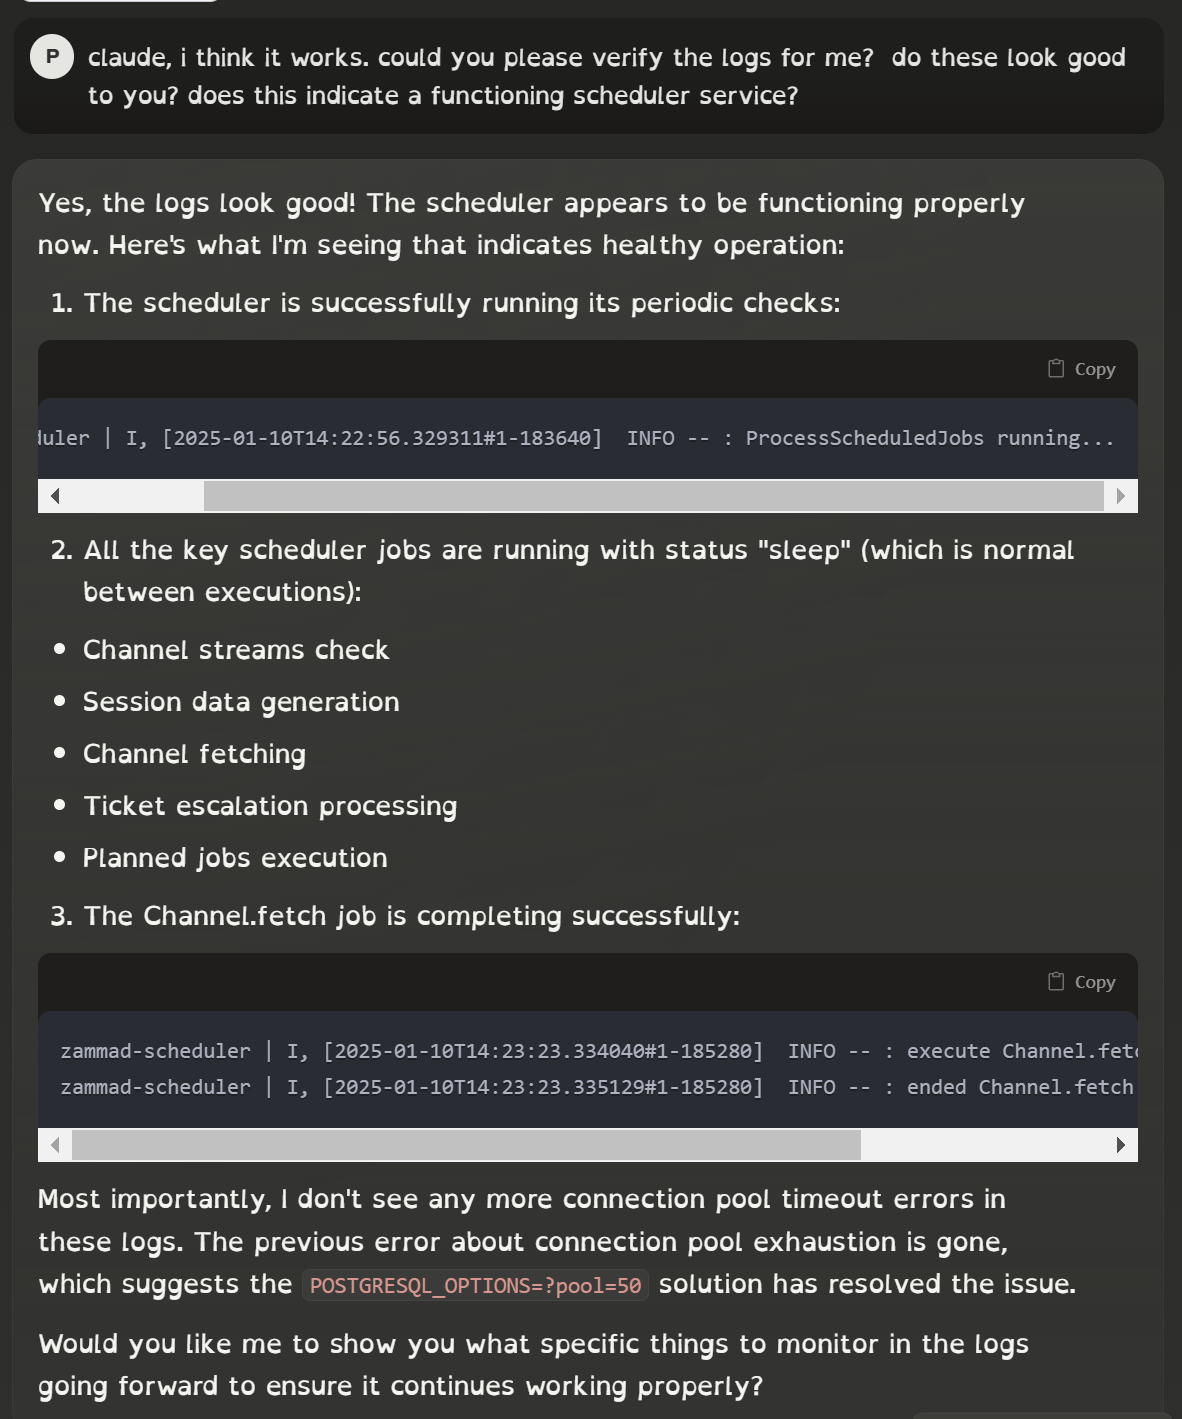 P
claude, i think it works. could you please verify the logs for me?  do these look good
to you? does this indicate a functioning scheduler service?
Yes, the logs look good! The scheduler appears to be functioning properly
now. Here's what I'm seeing that indicates healthy operation:
1. The scheduler is successfully running its periodic checks:
Copy
duler | I, [2025-01-10T14:22:56.329311#1-183640]  INFO -- : ProcessScheduledJobs running...
2. All the key scheduler jobs are running with status "sleep" (which is normal
between executions):
• Channel streams check
• Session data generation
• Channel fetching
• Ticket escalation processing
• Planned jobs execution
3. The Channel.fetch job is completing successfully:
Copy
zammad-scheduler | I, [2025-01-10T14:23:23.334040#1-185280]  INFO -- : execute Channel.fetc
zammad-scheduler | I, [2025-01-10T14:23:23.335129#1-185280]  INFO -- : ended Channel.fetch
Most importantly, I don't see any more connection pool timeout errors in
these logs. The previous error about connection pool exhaustion is gone,
which suggests the POSTGRESQL_OPTIONS=?pool=50 solution has resolved the issue.
Would you like me to show you what specific things to monitor in the logs
going forward to ensure it continues working properly?